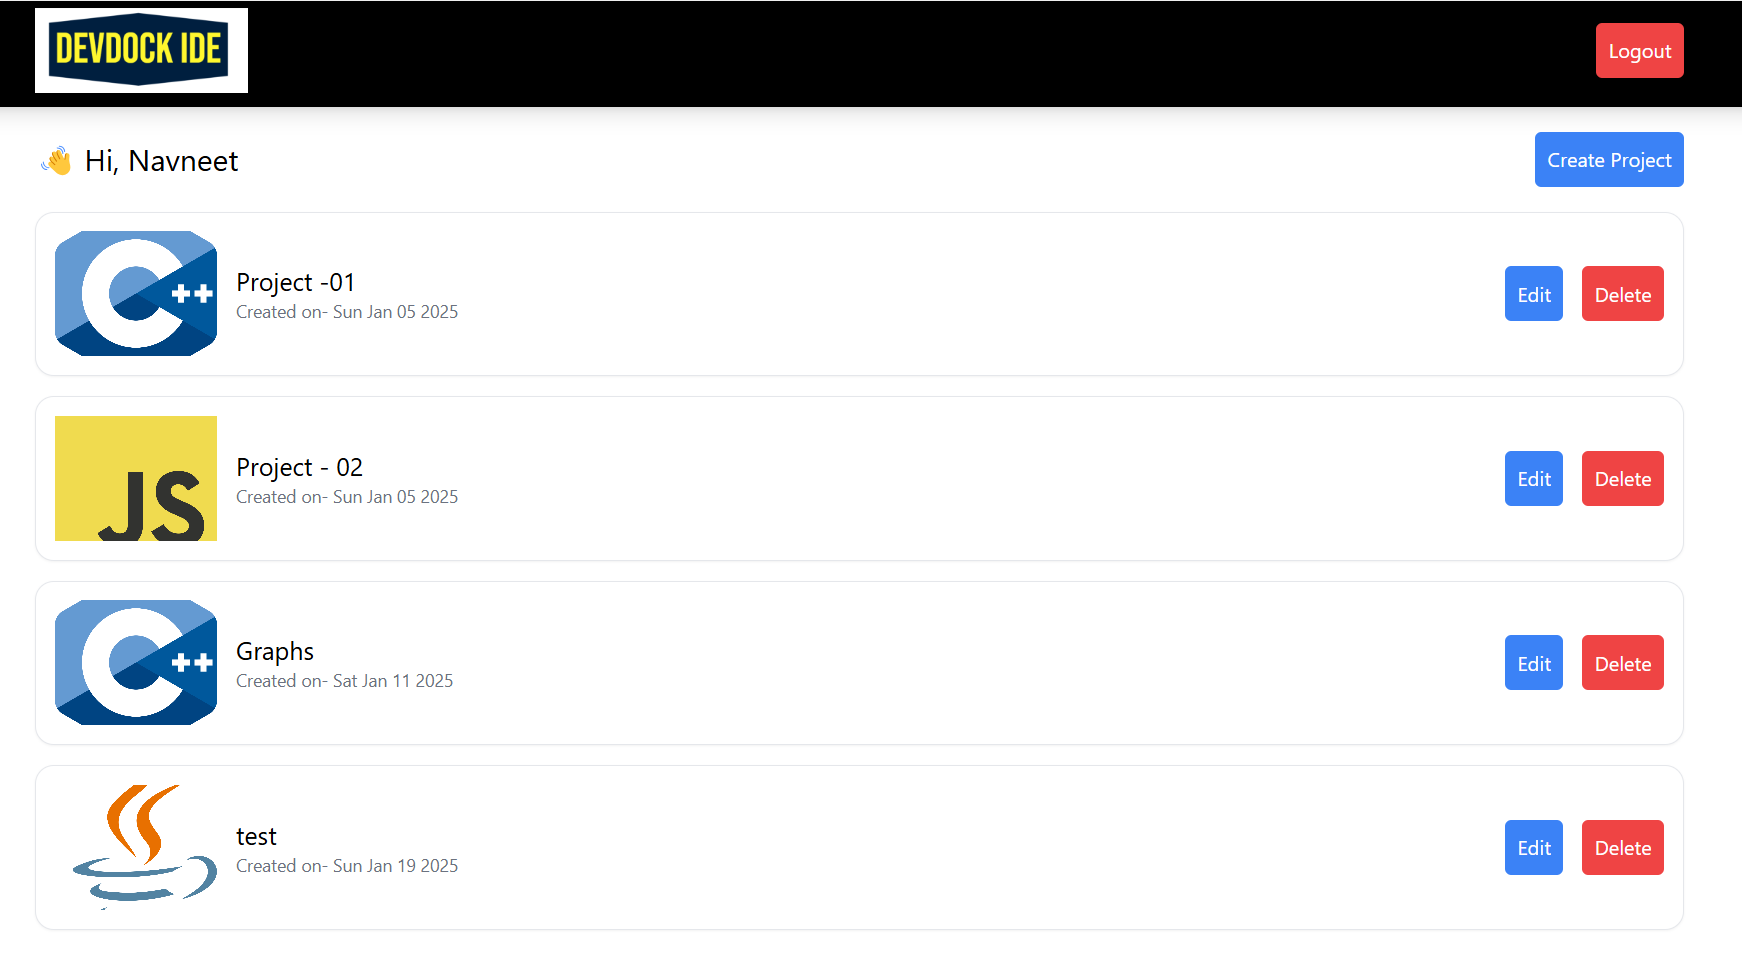 DEVDOCK IDE
Logout
👋 Hi, Navneet
Create Project
++
Project -01
Created on- Sun Jan 05 2025
Edit
Delete
JS
Project - 02
Created on- Sun Jan 05 2025
Edit
Delete
++
Graphs
Created on- Sat Jan 11 2025
Edit
Delete
test
Created on- Sun Jan 19 2025
Edit
Delete